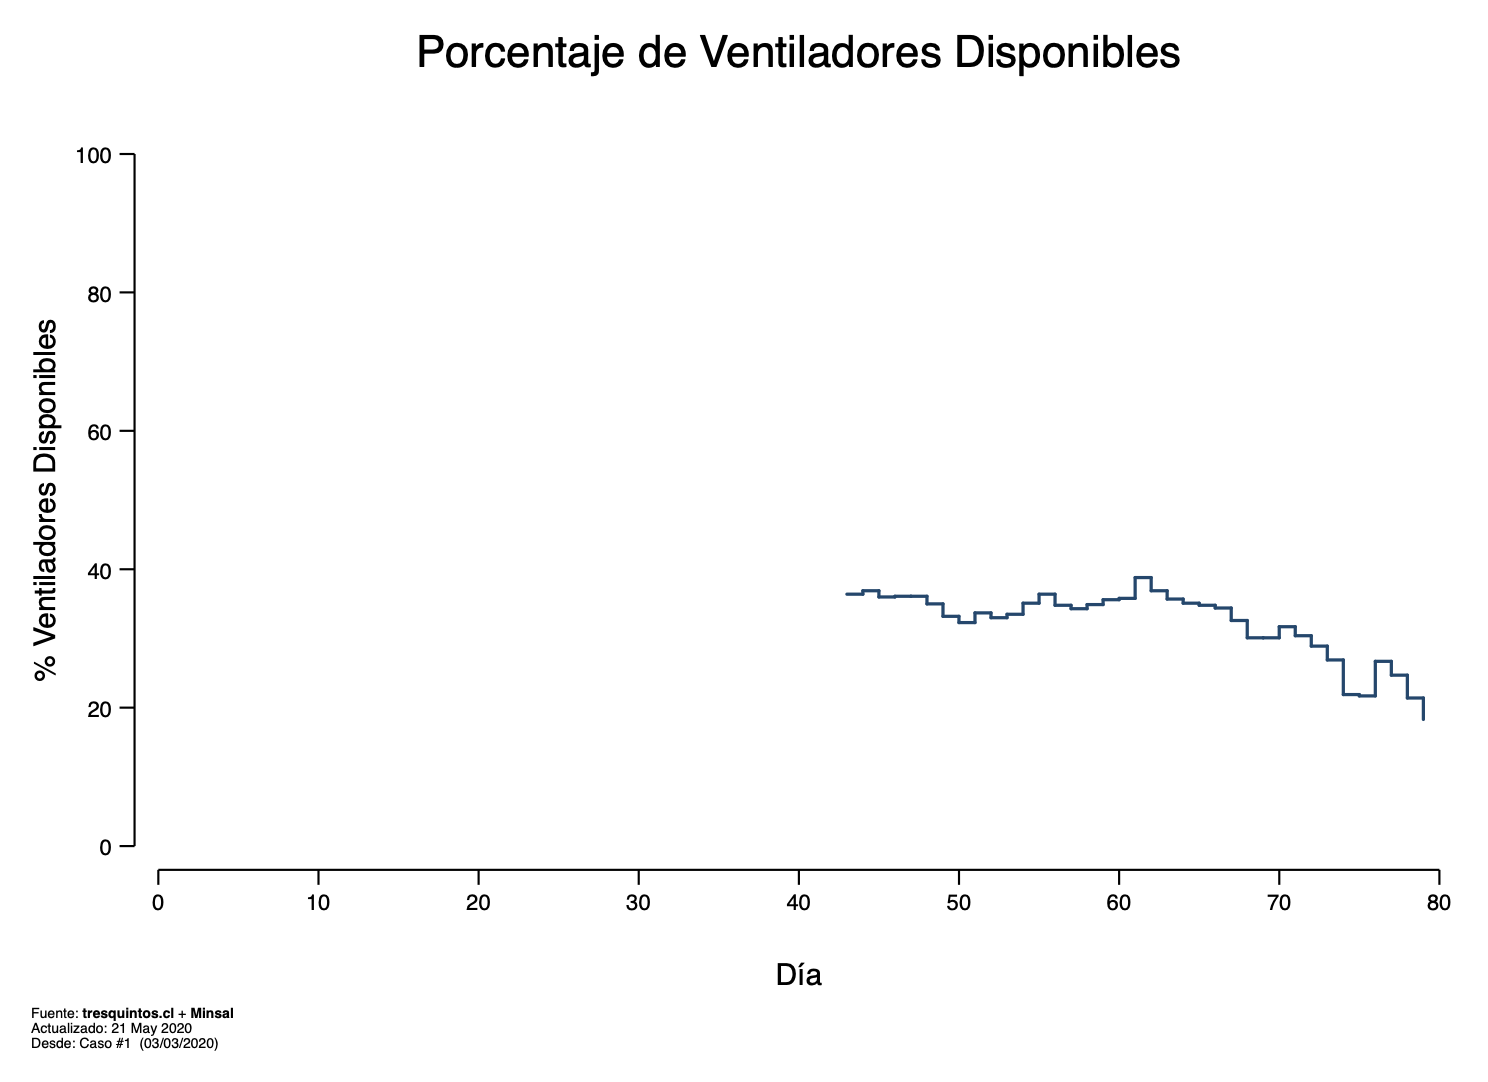 Porcentaje de Ventiladores Disponibles
% Ventiladores Disponibles
100
80
60
40
20
0
0 10 20 30 40 50 60 70 80
Día
Fuente: tresquintos.cl + Minsal
Actualizado: 21 May 2020
Desde: Caso #1 (03/03/2020)